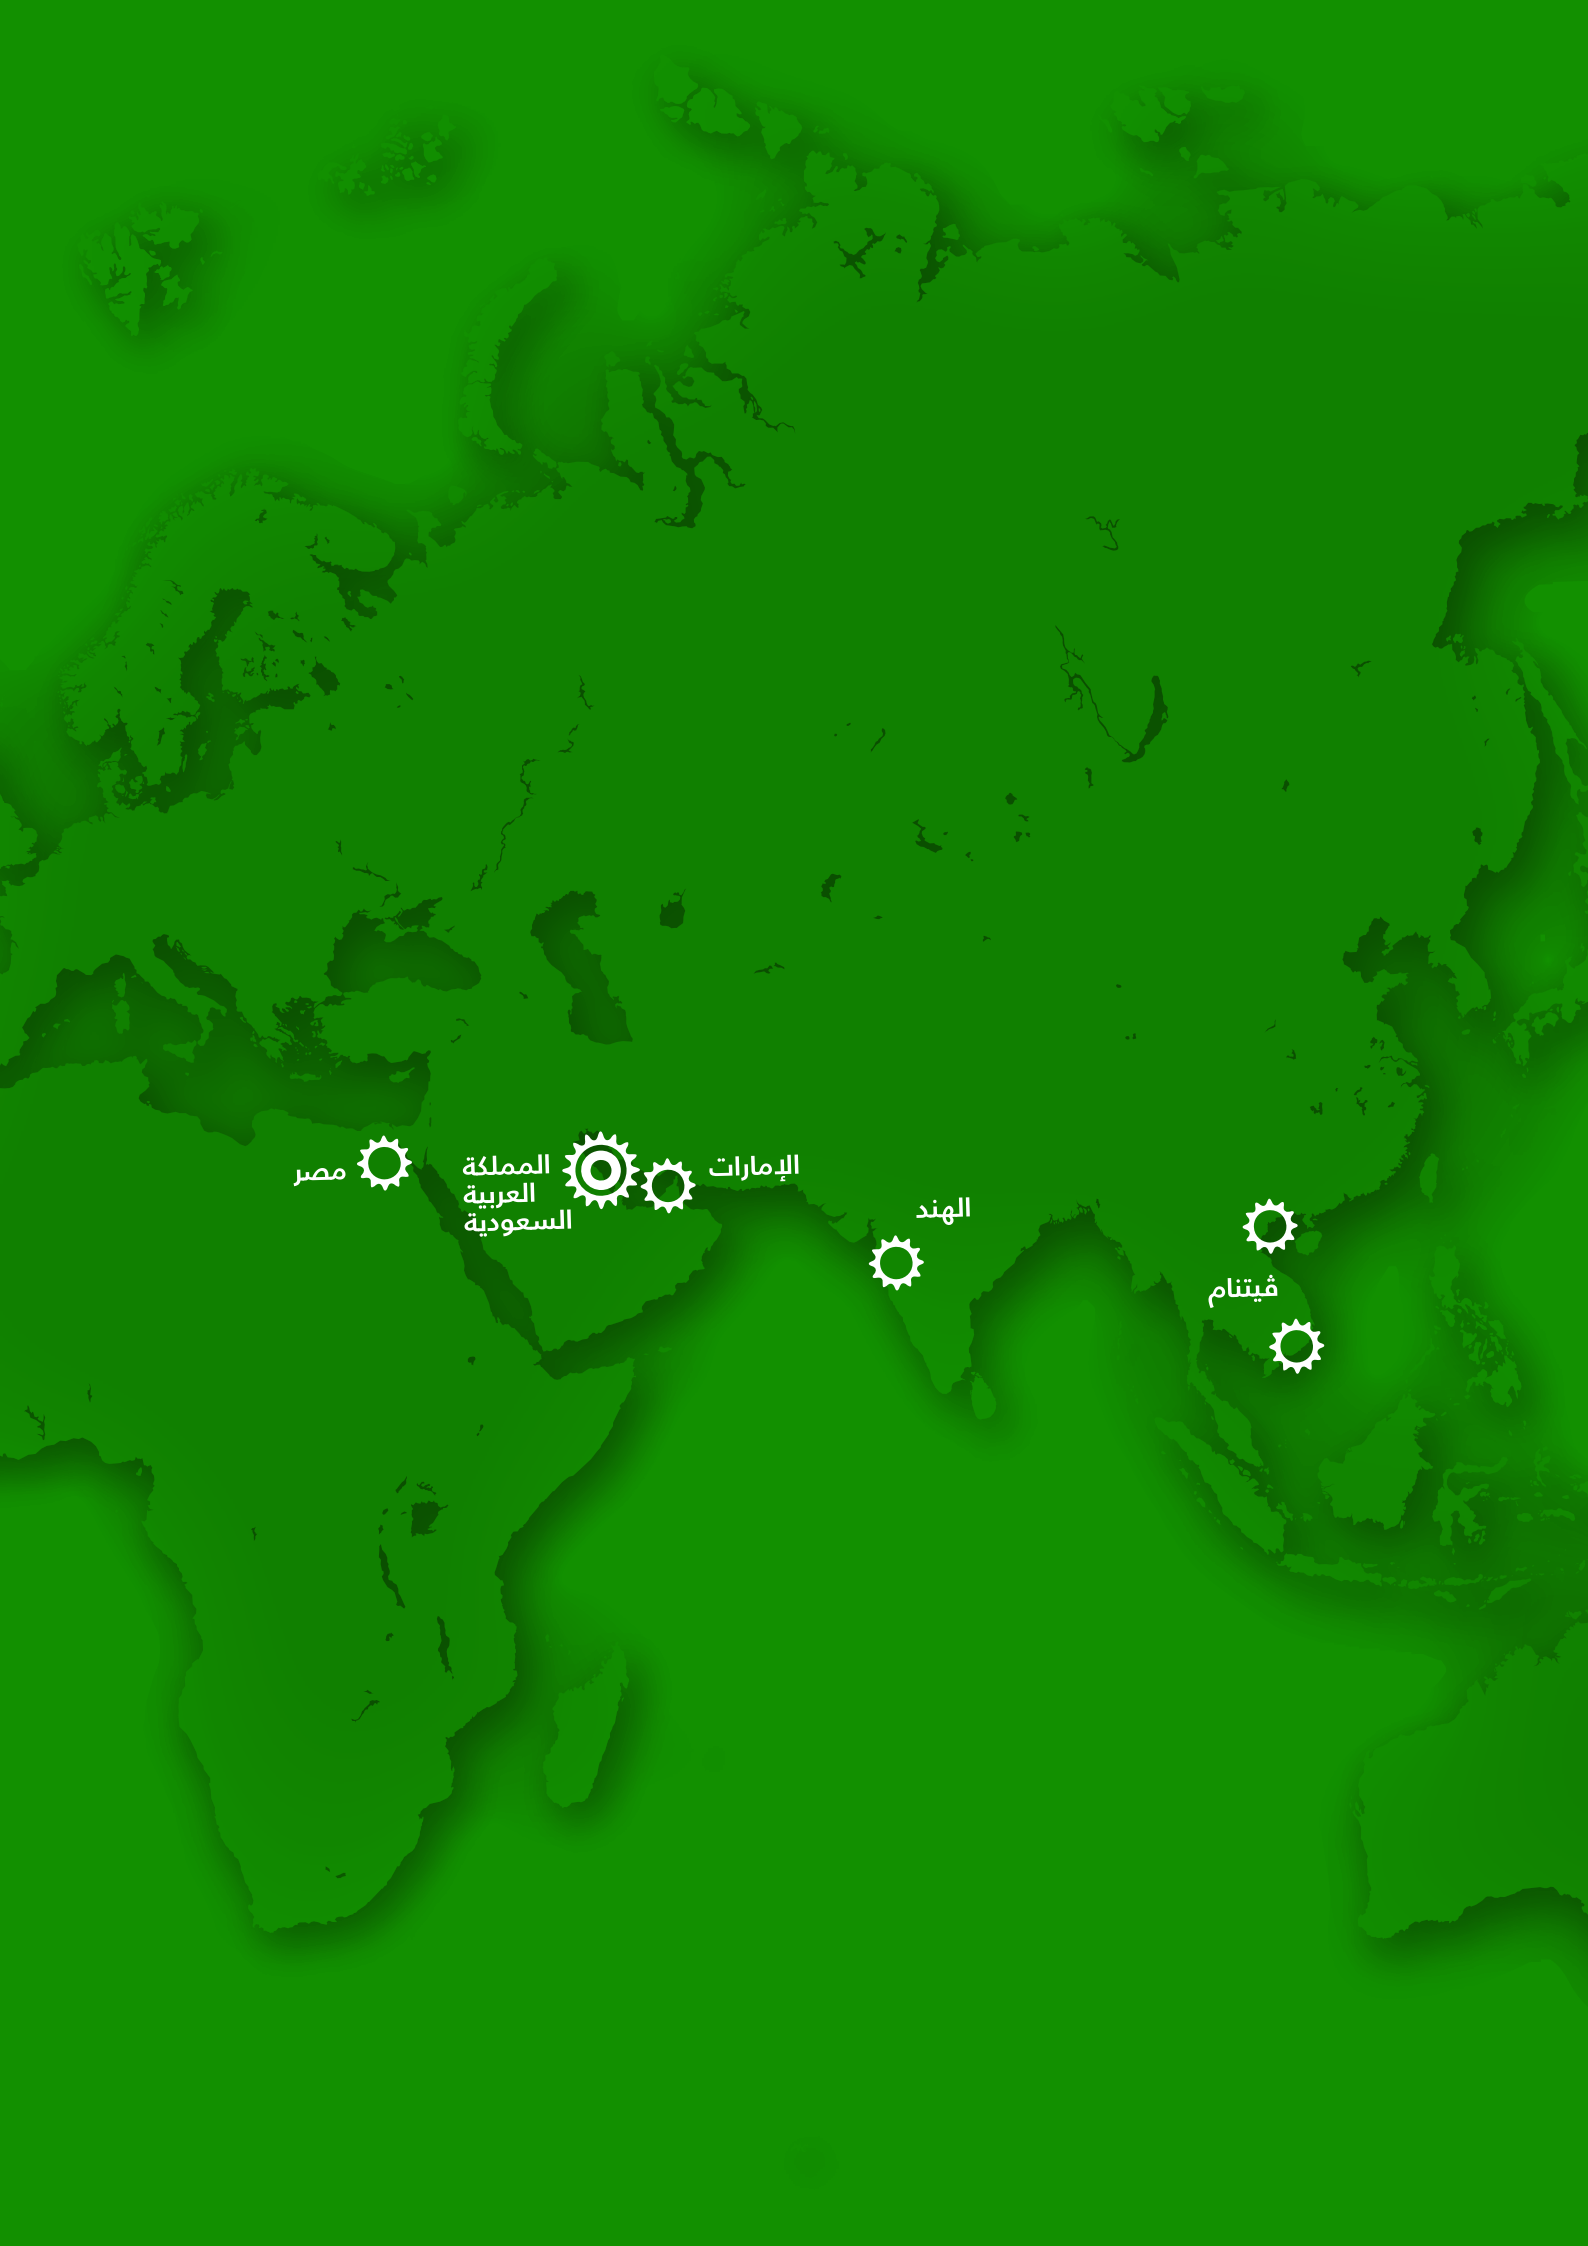 مصر
المملكة
العربية
السعودية
الإمارات
الهند
ڤيتنام